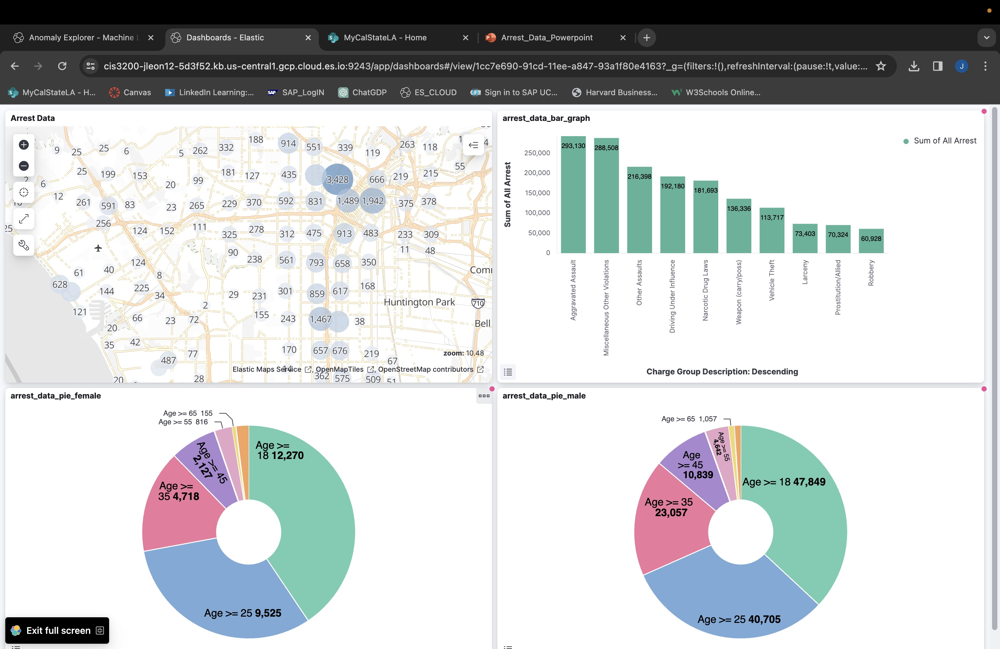 Anomaly Explorer - Machine L
Dashboards - Elastic
MyCalStateLA - Home
Arrest_Data_Powerpoint
cis3200-jleon12-5d3f52.kb.us-central1.gcp.cloud.es.io:9243/app/dashboards#/view/1cc7e690-91cd-11ee-a847-93a1f80e4163?_g=(filters:!(),refreshInterval:(pause:!t,value:...
J
MyCalStateLA - H...
Canvas
LinkedIn Learning:...
SAP
SAP_LogIN
ChatGDP
ES_CLOUD
Sign in to SAP UC...
Harvard Business...
W3Schools Online...
Arrest Data
188
914
551
339
119
263
118
9
25
25
6
5
262
332
55
25
199
153
20
99
181
127
435
3,428
666
219
215
6
12
261
591
83
23
265
229
370
592
831
1,489
1,942
375
378
256
124
152
111
325
278
312
475
913
483
233
309
90
238
561
793
658
350
11
48
61
40
124
8
Comm
628
144
225
34
29
231
301
859
617
168
2
Huntington Park
710
121
66
23
72
155
243
1,467
38
Bell
20
35
42
77
170
657
676
219
67
zoom: 10.48
487
Elastic Maps Service , OpenMapTiles , OpenStreetMap contributors
20
28
362
575
509
51
arrest_data_bar_graph
Sum of All Arrest
Sum of All Arrest
250,000
200,000
150,000
100,000
50,000
0
293,130
288,508
216,398
192,180
181,693
136,336
113,717
73,403
70,324
60,928
Aggravated Assault
Miscellaneous Other Violations
Other Assaults
Driving Under Influence
Narcotic Drug Laws
Weapon (carry/poss)
Vehicle Theft
Larceny
Prostitution/Allied
Robbery
Charge Group Description: Descending
arrest_data_pie_female
Age >= 65 155
Age >= 55 816
Age >=
18 12,270
Age >= 45
2,127
Age >=
35 4,718
Age >= 25 9,525
arrest_data_pie_male
Age >= 65 1,057
Age >= 55
4,642
Age
>= 45
10,839
Age >= 18 47,849
Age >= 35
23,057
Age >= 25 40,705
Exit full screen